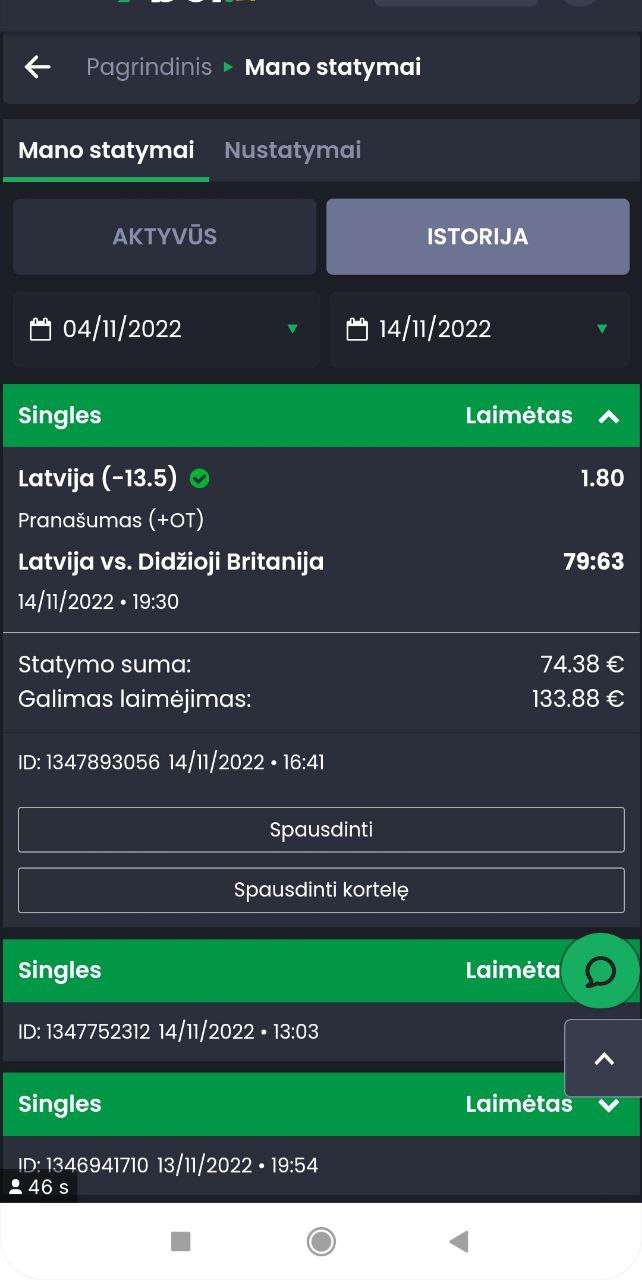 Pagrindinis ▸ Mano statymai
Mano statymai Nustatymai
AKTYVŪS ISTORIJA
04/11/2022 14/11/2022
Singles Laimėtas
Latvija (-13.5) 1.80
Pranašumas (+OT)
Latvija vs. Didžioji Britanija 79:63
14/11/2022 • 19:30
Statymo suma: 74.38 €
Galimas laimėjimas: 133.88 €
ID: 1347893056 14/11/2022 • 16:41
Spausdinti
Spausdinti kortelę
Singles Laimėta
ID: 1347752312 14/11/2022 • 13:03
Singles Laimėtas
ID: 1346941710 13/11/2022 • 19:54
46 s